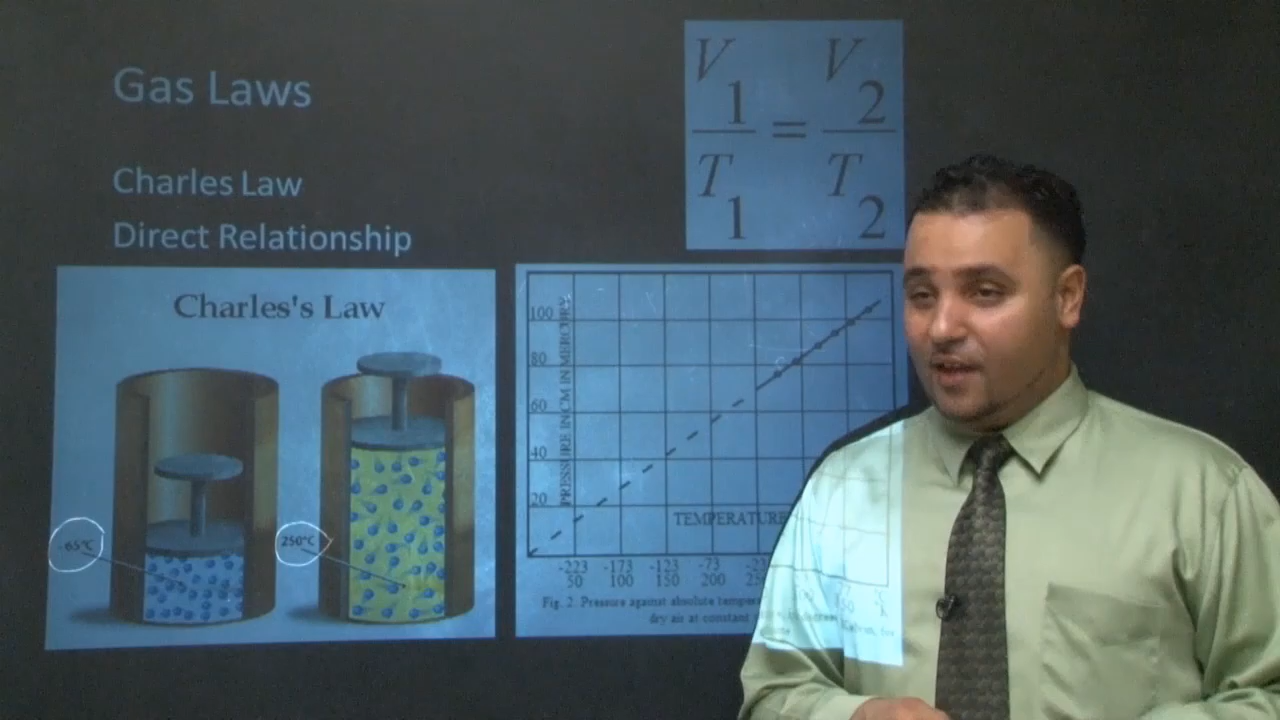 Gas Laws
Charles Law
Direct Relationship
V1 = V2
T1 T2
Charles's Law
-65°C
250°C
PRESSURE IN CM IN MERCURY
100
80
60
40
20
TEMPERATURE
-223 -173 -123 -73
50 100 150 200
Fig. 2. Pressure against absolute
dry air at constant